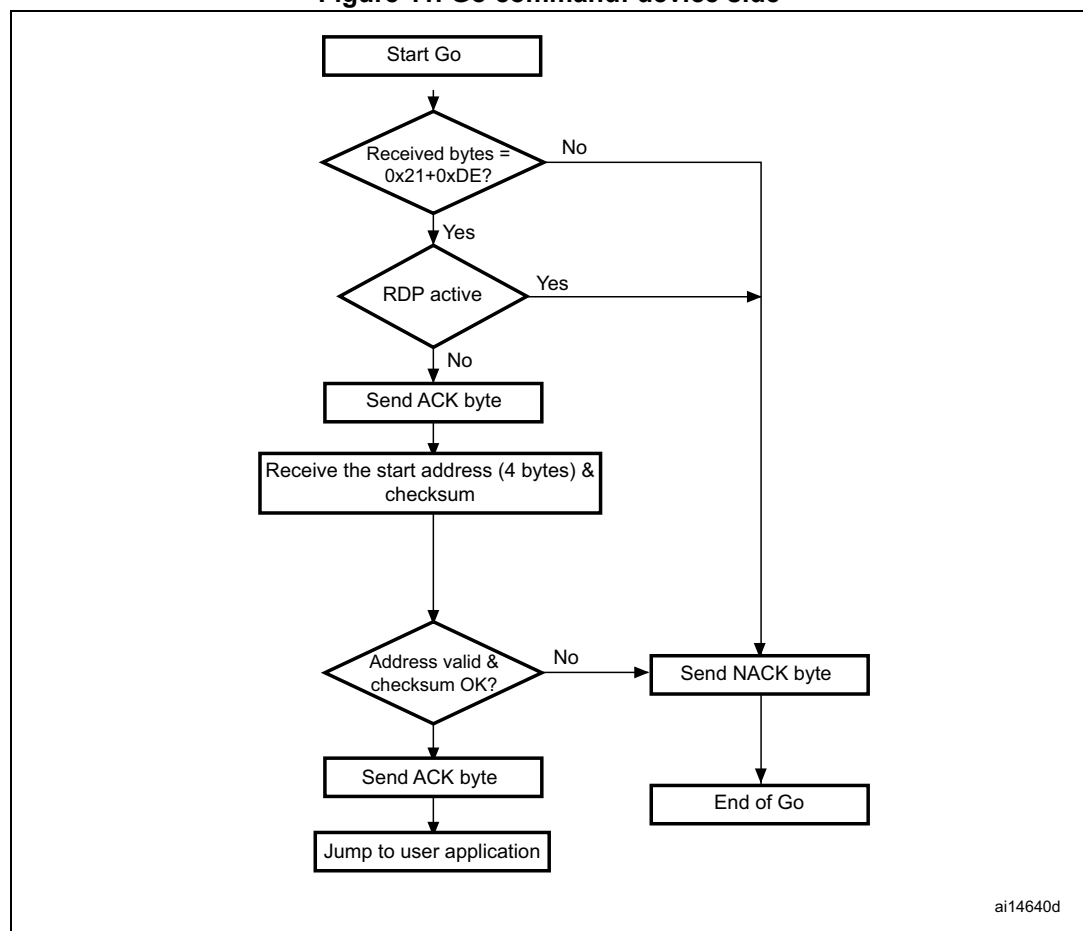 Start Go
Received bytes =
0x21+0xDE?
No
Yes
RDP active
Yes
No
Send ACK byte
Receive the start address (4 bytes) &
checksum
Address valid &
checksum OK?
No
Send NACK byte
Send ACK byte
End of Go
Jump to user application
ai14640d